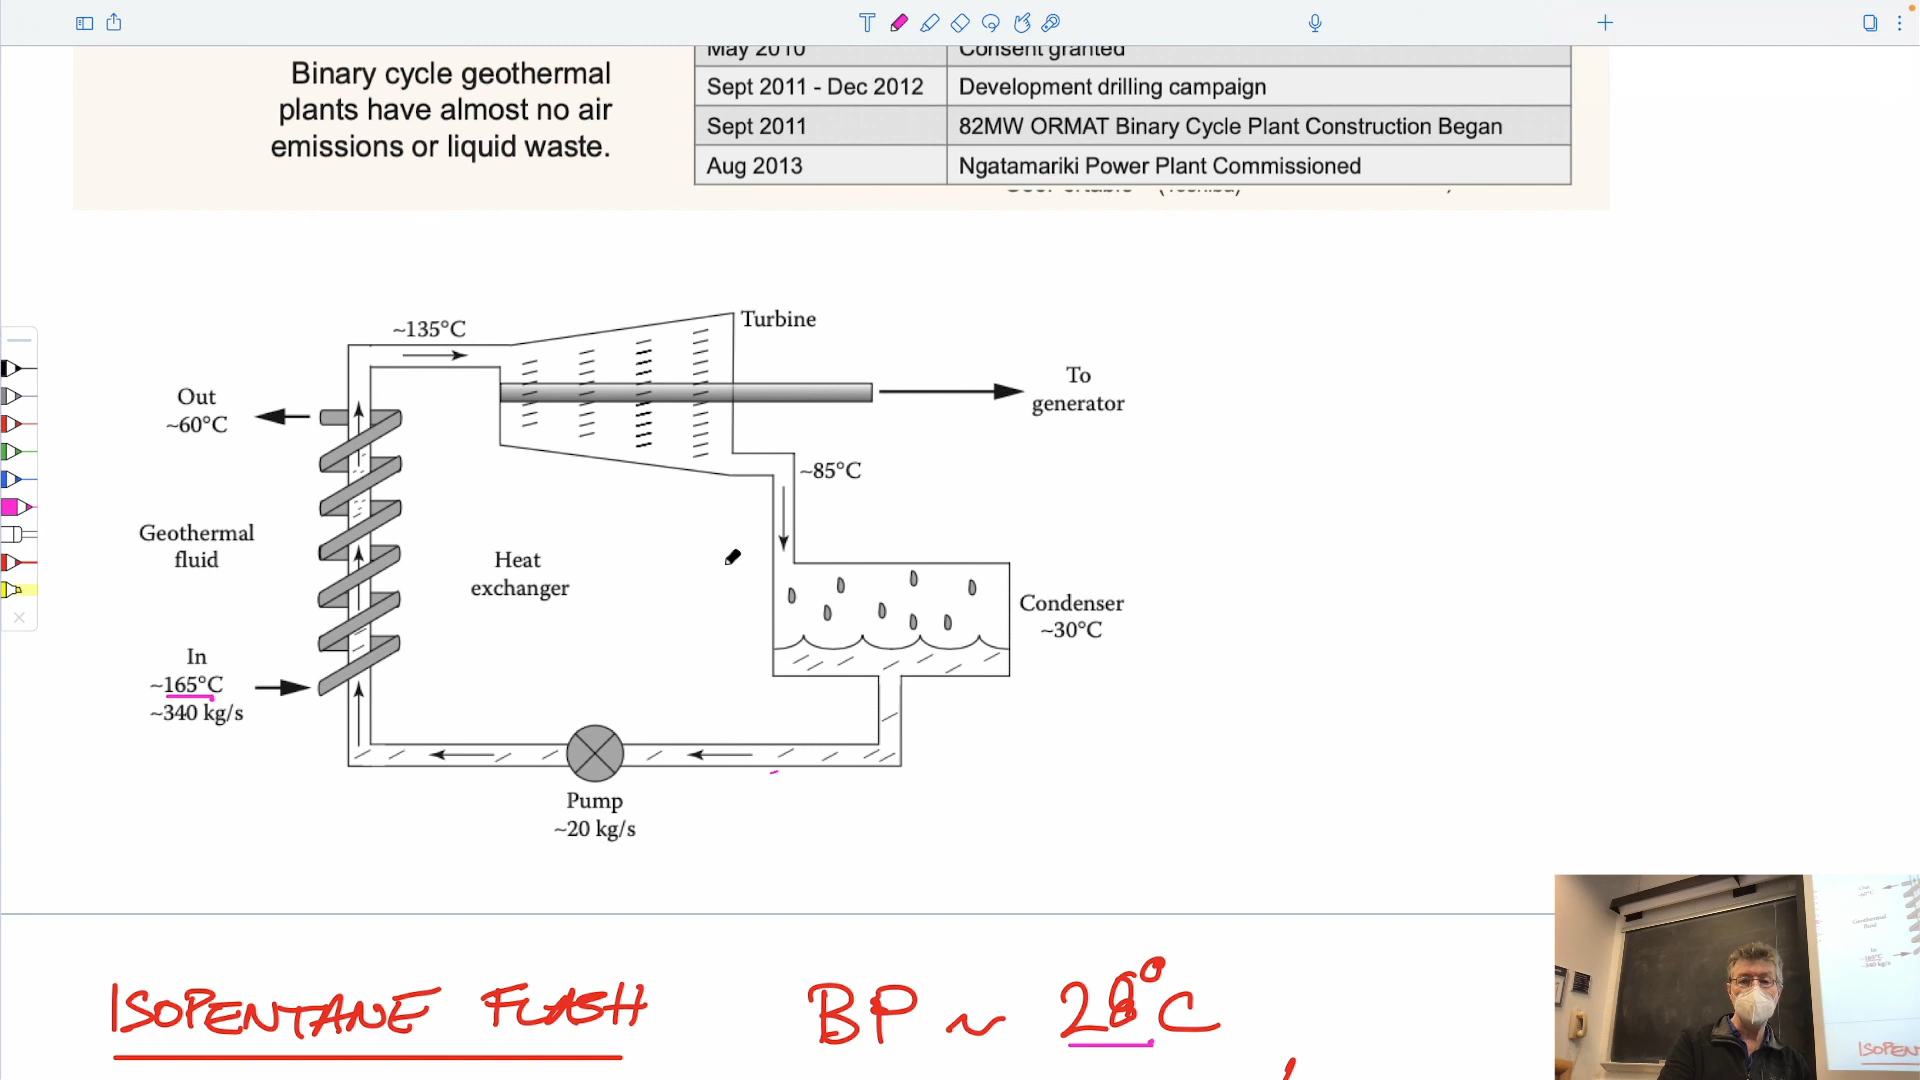 Binary cycle geothermal
plants have almost no air
emissions or liquid waste.
May 2010 Consent granted
Sept 2011 - Dec 2012 Development drilling campaign
Sept 2011 82MW ORMAT Binary Cycle Plant Construction Began
Aug 2013 Ngatamariki Power Plant Commissioned
~135°C
Turbine
Out
~60°C
To
generator
~85°C
Geothermal
fluid
Heat
exchanger
Condenser
~30°C
In
~165°C
~340 kg/s
Pump
~20 kg/s
ISOPENTANE FLASH BP ~ 28°C